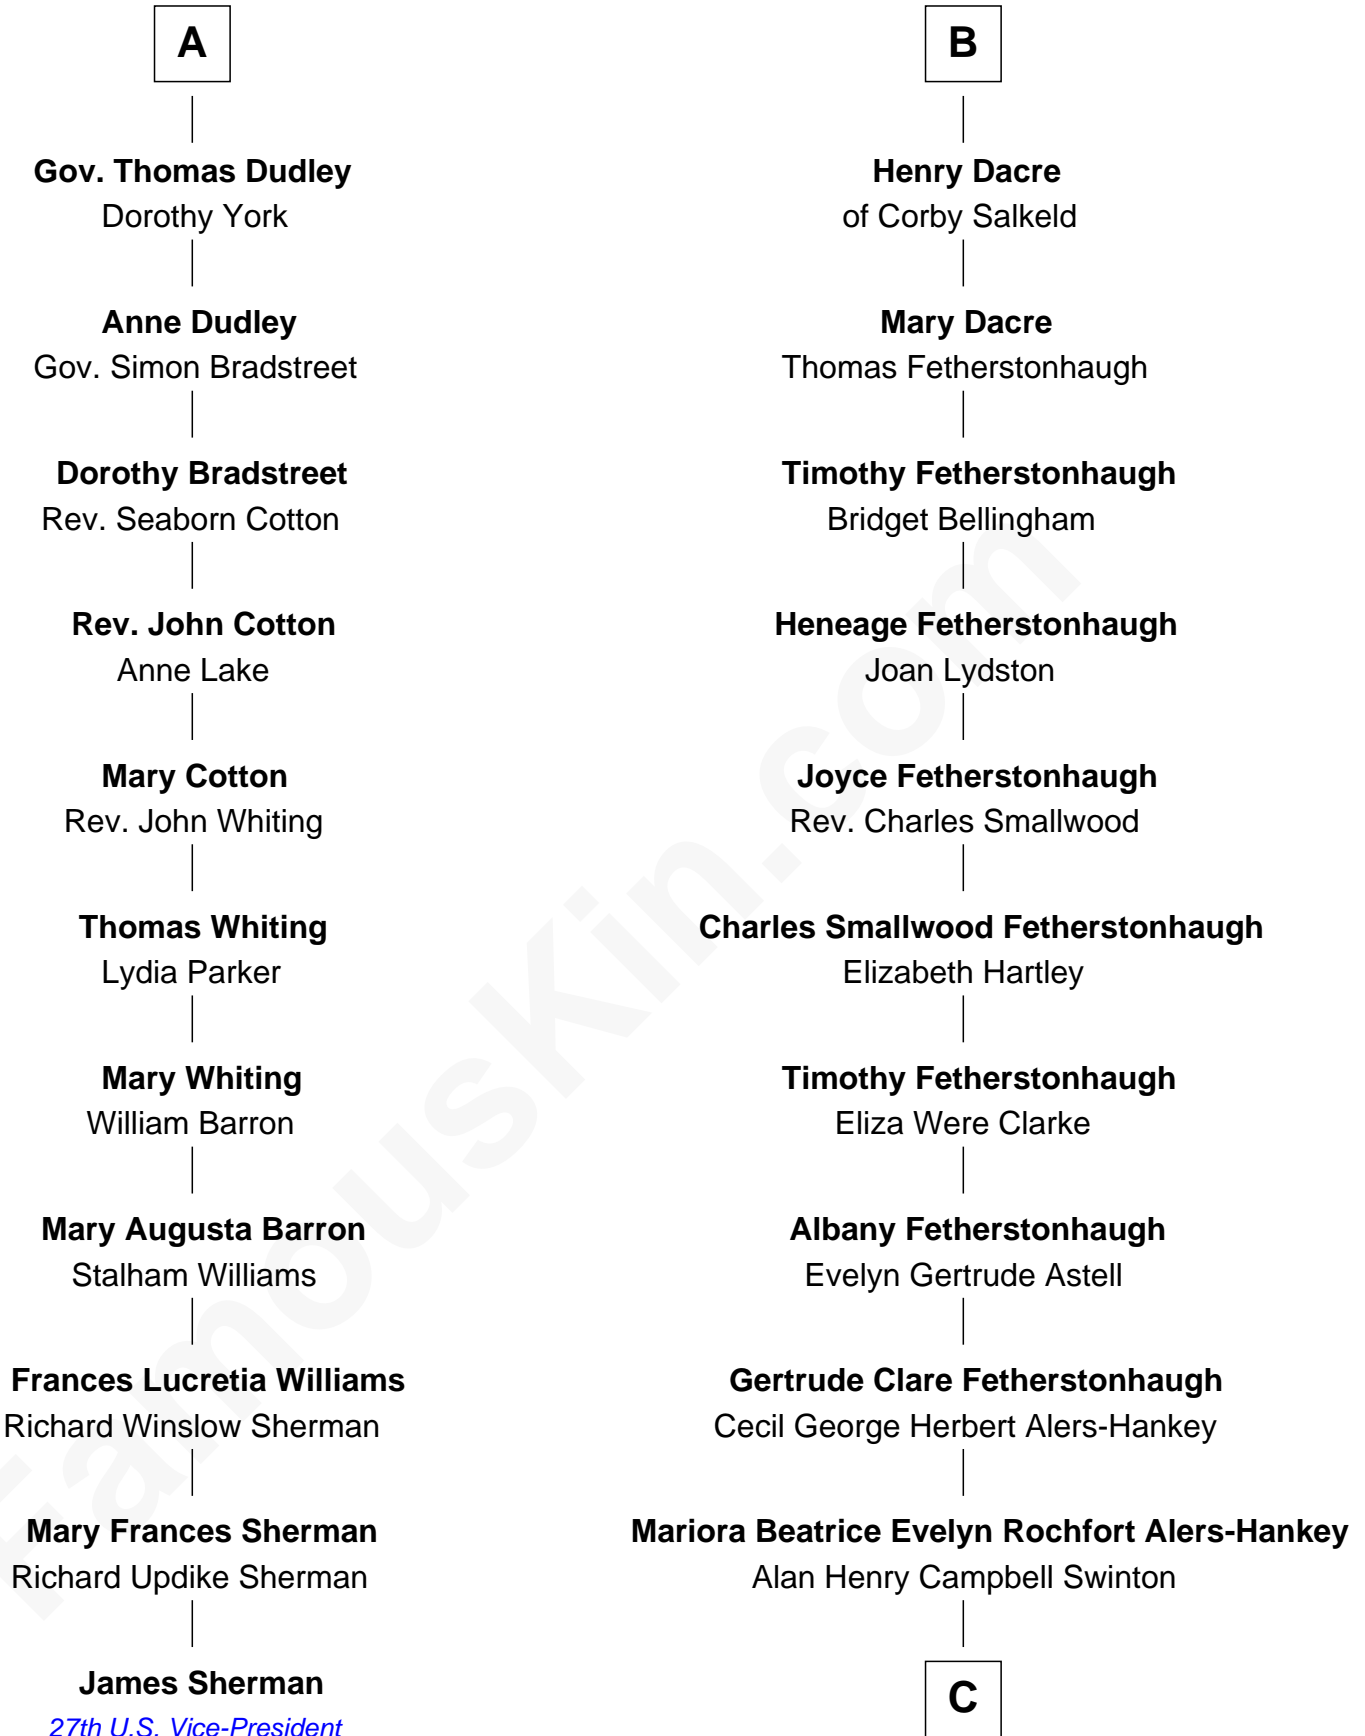 A
Gov. Thomas Dudley
Dorothy York
Anne Dudley
Gov. Simon Bradstreet
Dorothy Bradstreet
Rev. Seaborn Cotton
Rev. John Cotton
Anne Lake
Mary Cotton
Rev. John Whiting
Thomas Whiting
Lydia Parker
Mary Whiting
William Barron
Mary Augusta Barron
Stalham Williams
Frances Lucretia Williams
Richard Winslow Sherman
Mary Frances Sherman
Richard Updike Sherman
James Sherman
27th U.S. Vice-President
B
Henry Dacre
of Corby Salkeld
Mary Dacre
Thomas Fetherstonhaugh
Timothy Fetherstonhaugh
Bridget Bellingham
Heneage Fetherstonhaugh
Joan Lydston
Joyce Fetherstonhaugh
Rev. Charles Smallwood
Charles Smallwood Fetherstonhaugh
Elizabeth Hartley
Timothy Fetherstonhaugh
Eliza Were Clarke
Albany Fetherstonhaugh
Evelyn Gertrude Astell
Gertrude Clare Fetherstonhaugh
Cecil George Herbert Alers-Hankey
Mariora Beatrice Evelyn Rochfort Alers-Hankey
Alan Henry Campbell Swinton
C
FamousKin.com